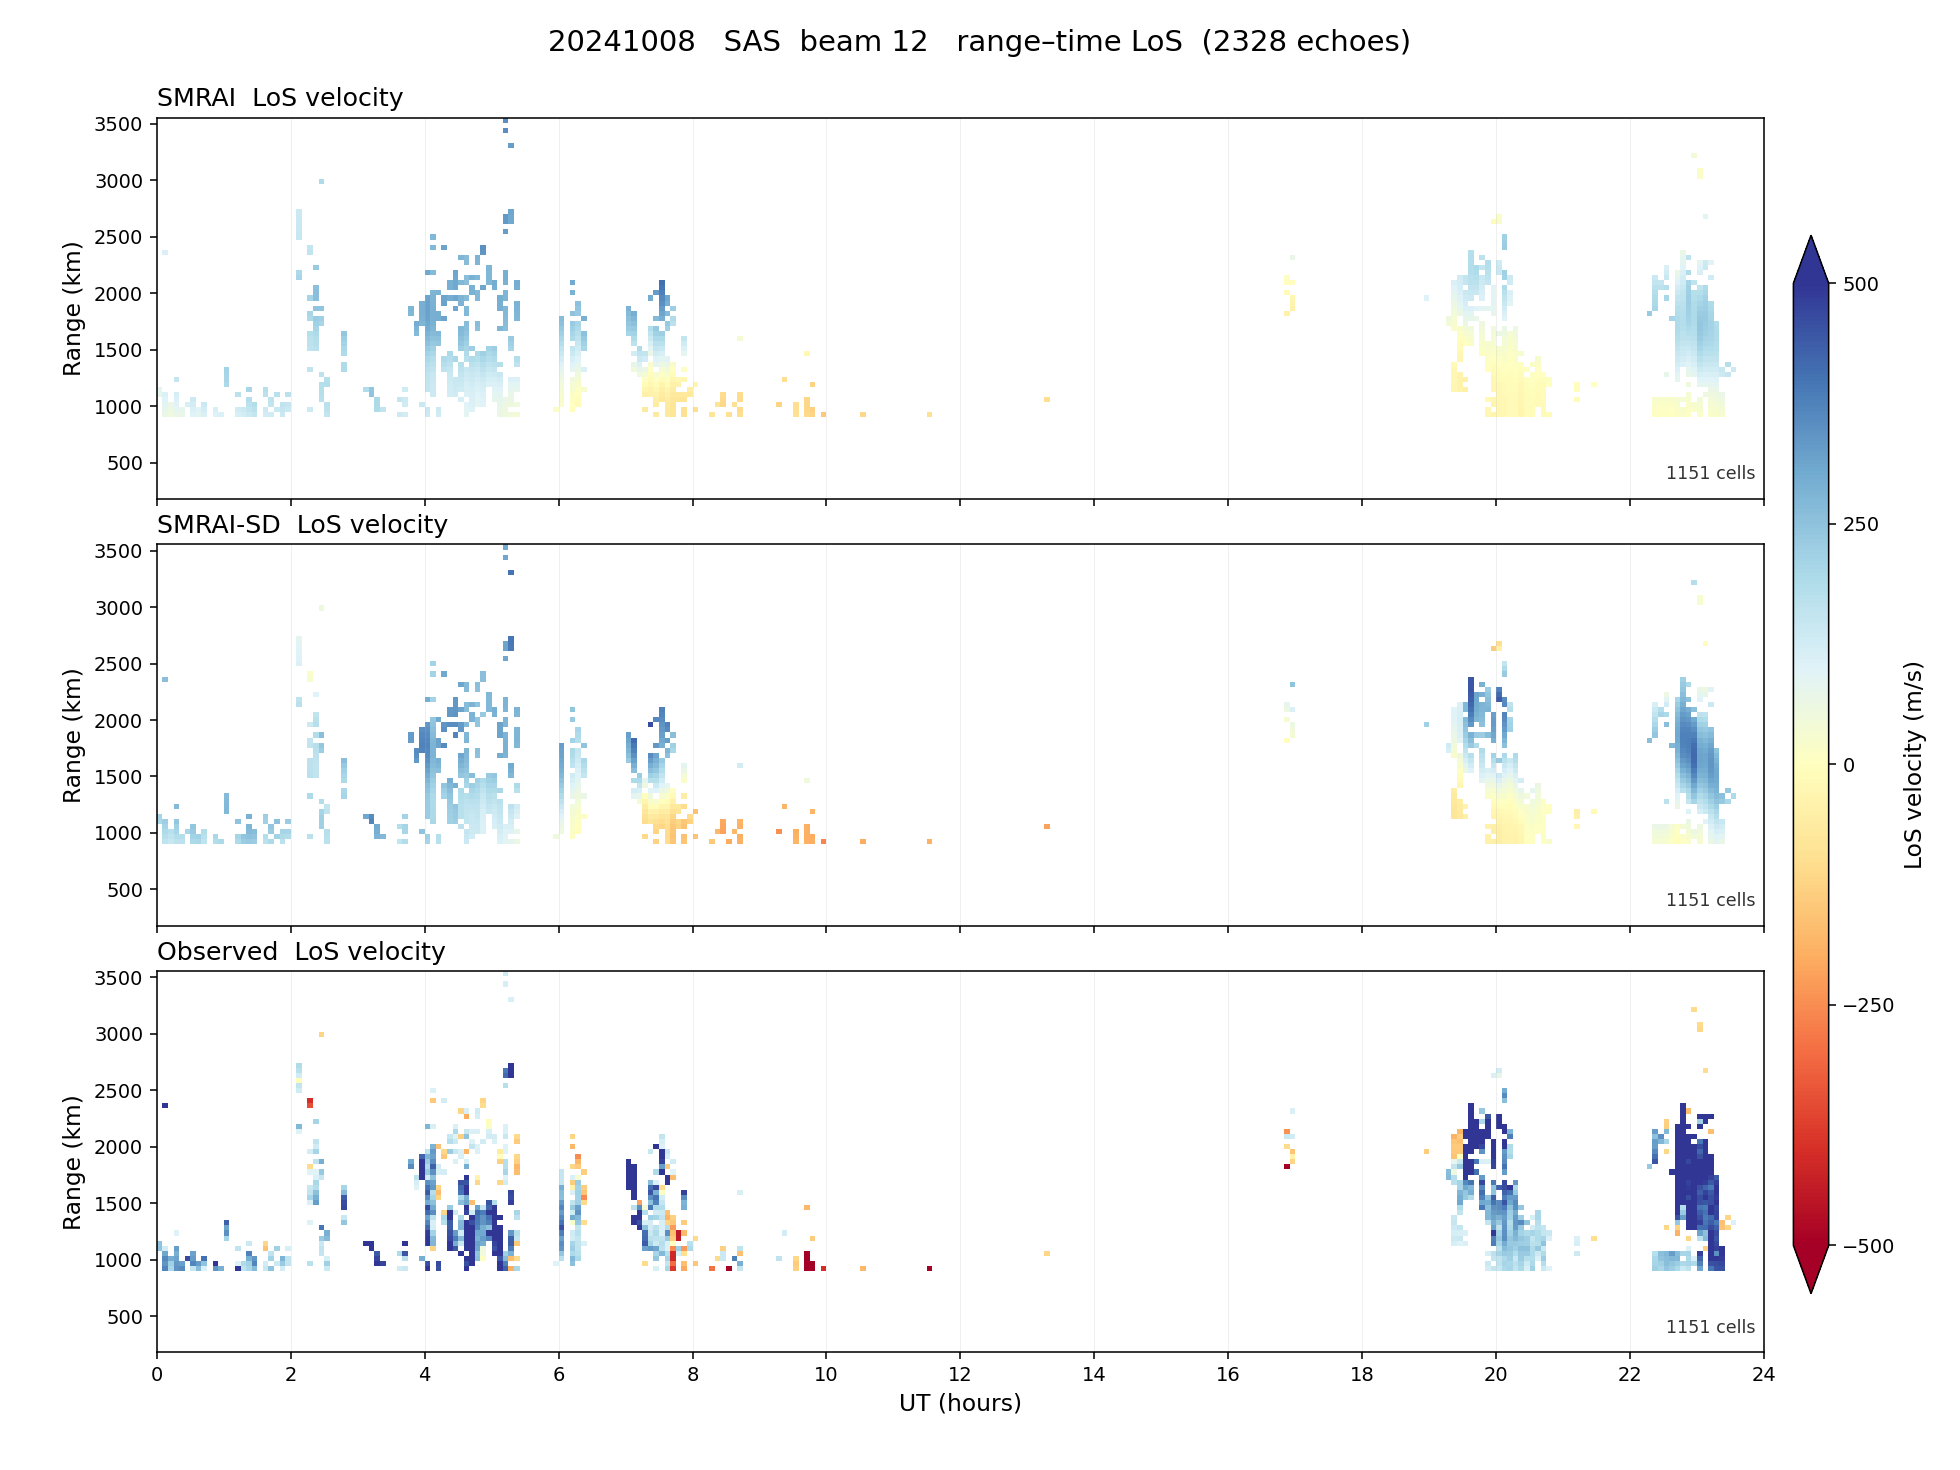 20241008   SAS  beam 12   range–time LoS  (2328 echoes)
SMRAI  LoS velocity
3500
3000
2500
2000
1500
1000
500
Range (km)
1151 cells
SMRAI-SD  LoS velocity
3500
3000
2500
2000
1500
1000
500
Range (km)
1151 cells
Observed  LoS velocity
3500
3000
2500
2000
1500
1000
500
Range (km)
1151 cells
0 2 4 6 8 10 12 14 16 18 20 22 24
UT (hours)
500
250
0
−250
−500
LoS velocity (m/s)